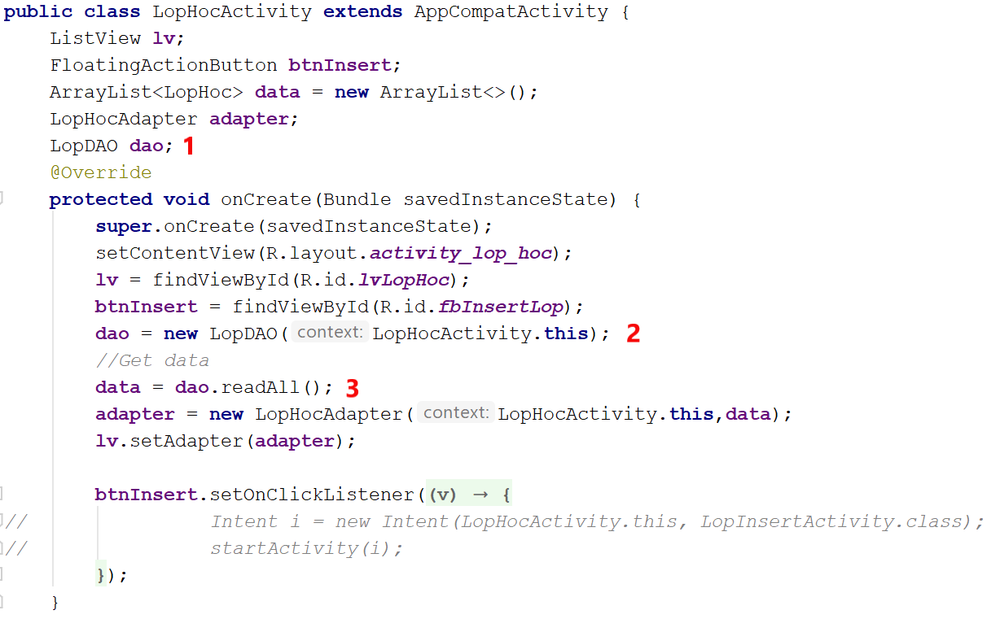 public class LopHocActivity extends AppCompatActivity {
ListView lv;
FloatingActionButton btnInsert;
ArrayList<LopHoc> data = new ArrayList<>();
LopHocAdapter adapter;
LopDAO dao; 1
@Override
protected void onCreate(Bundle savedInstanceState) {
super.onCreate(savedInstanceState);
setContentView(R.layout.activity_lop_hoc);
lv = findViewById(R.id.lvLopHoc);
btnInsert = findViewById(R.id.fbInsertLop);
dao = new LopDAO( context: LopHocActivity.this); 2
//Get data
data = dao.readAll(); 3
adapter = new LopHocAdapter( context: LopHocActivity.this,data);
lv.setAdapter(adapter);
btnInsert.setOnClickListener((v) → {
// Intent i = new Intent(LopHocActivity.this, LopInsertActivity.class);
// startActivity(i);
});
}